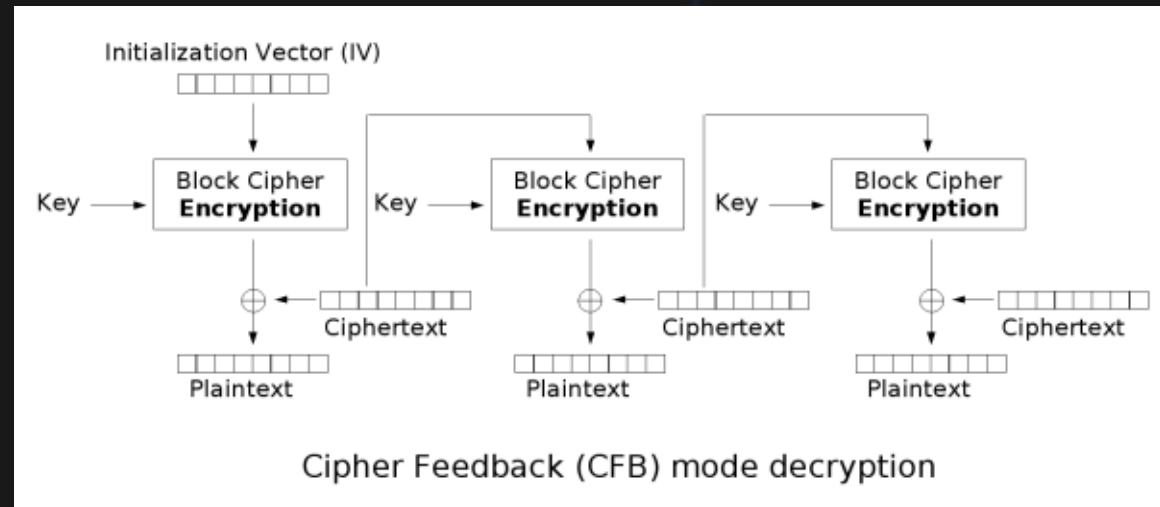 Initialization Vector (IV)
Block Cipher
Encryption
Key
Block Cipher
Encryption
Key
Block Cipher
Encryption
Key
Ciphertext
Ciphertext
Ciphertext
Plaintext
Plaintext
Plaintext
Cipher Feedback (CFB) mode decryption